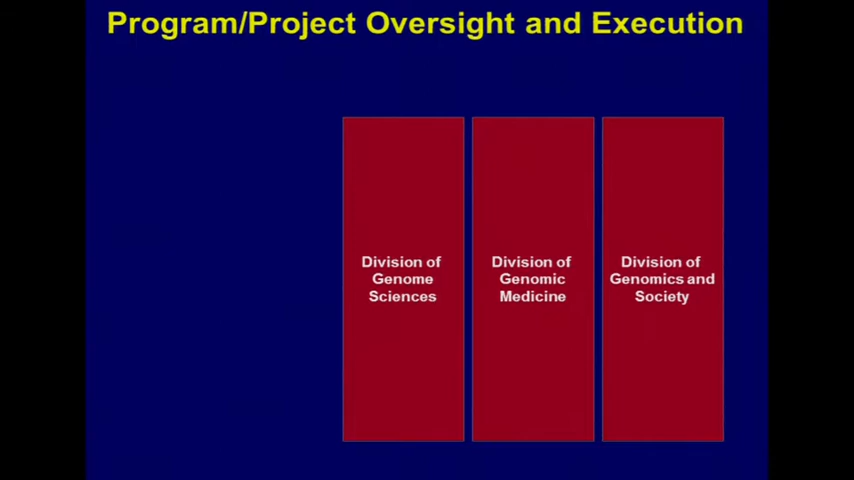 Program/Project Oversight and Execution
Division of
Genome
Sciences
Division of
Genomic
Medicine
Division of
Genomics and
Society